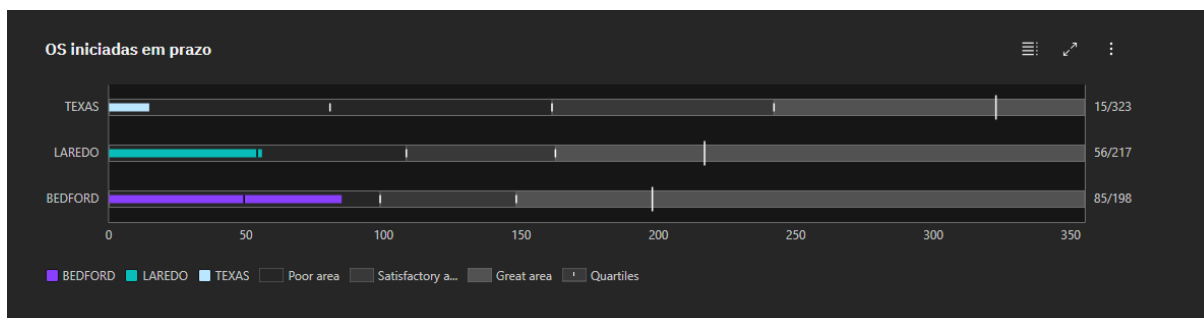 OS iniciadas em prazo
TEXAS 15/323
LAREDO 56/217
BEDFORD 85/198
0 50 100 150 200 250 300 350
BEDFORD LAREDO TEXAS Poor area Satisfactory a... Great area Quartiles